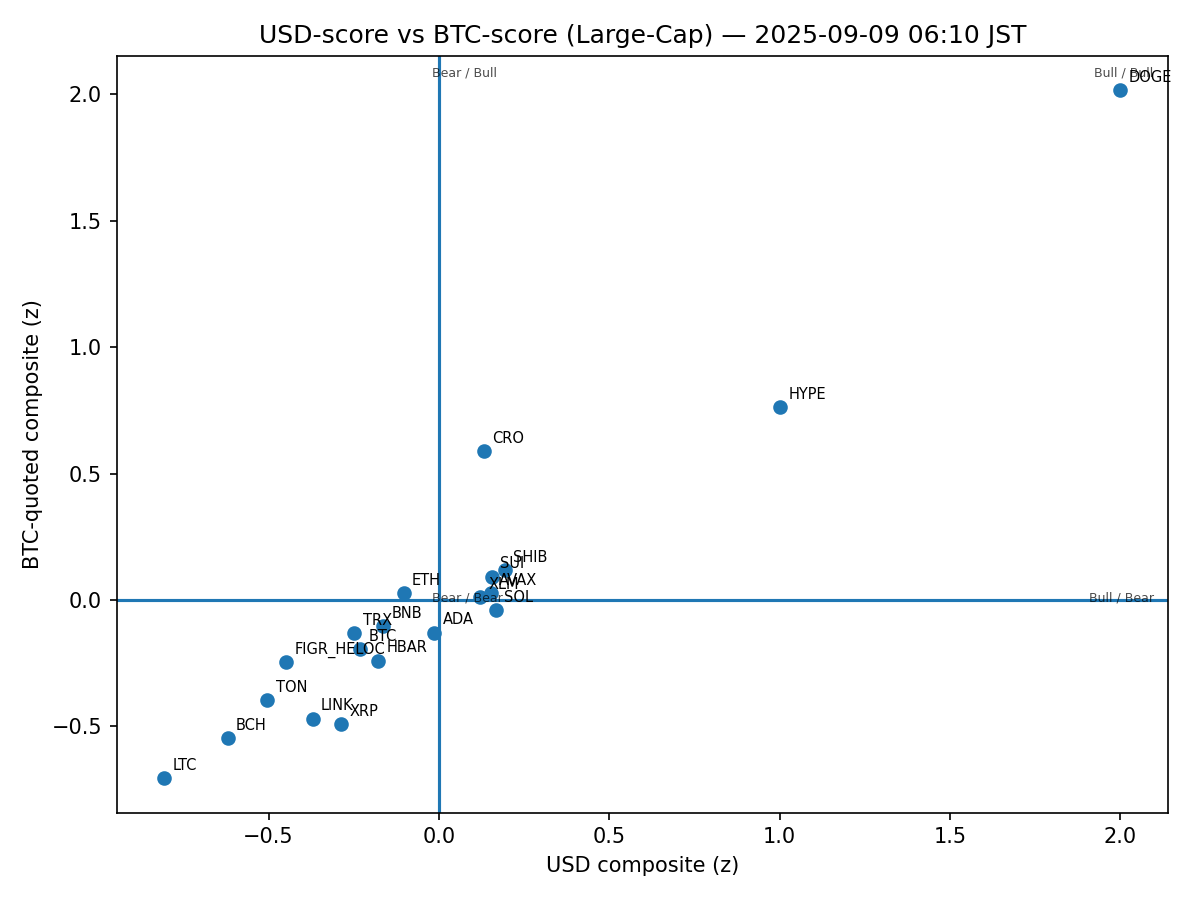 USD-score vs BTC-score (Large-Cap) — 2025-09-09 06:10 JST
Bear / Bull
Bull / Bull
DOGE
2.0
1.5
1.0
HYPE
CRO
0.5
BTC-quoted composite (z)
SHIB
SUI
ETH
AVAX
XLM
0.0
Bear / Bear
SOL
Bull / Bear
BNB
TRX
ADA
BTC
FIGR_HELOC
HBAR
TON
LINK
XRP
−0.5
BCH
LTC
−0.5
0.0
0.5
1.0
1.5
2.0
USD composite (z)